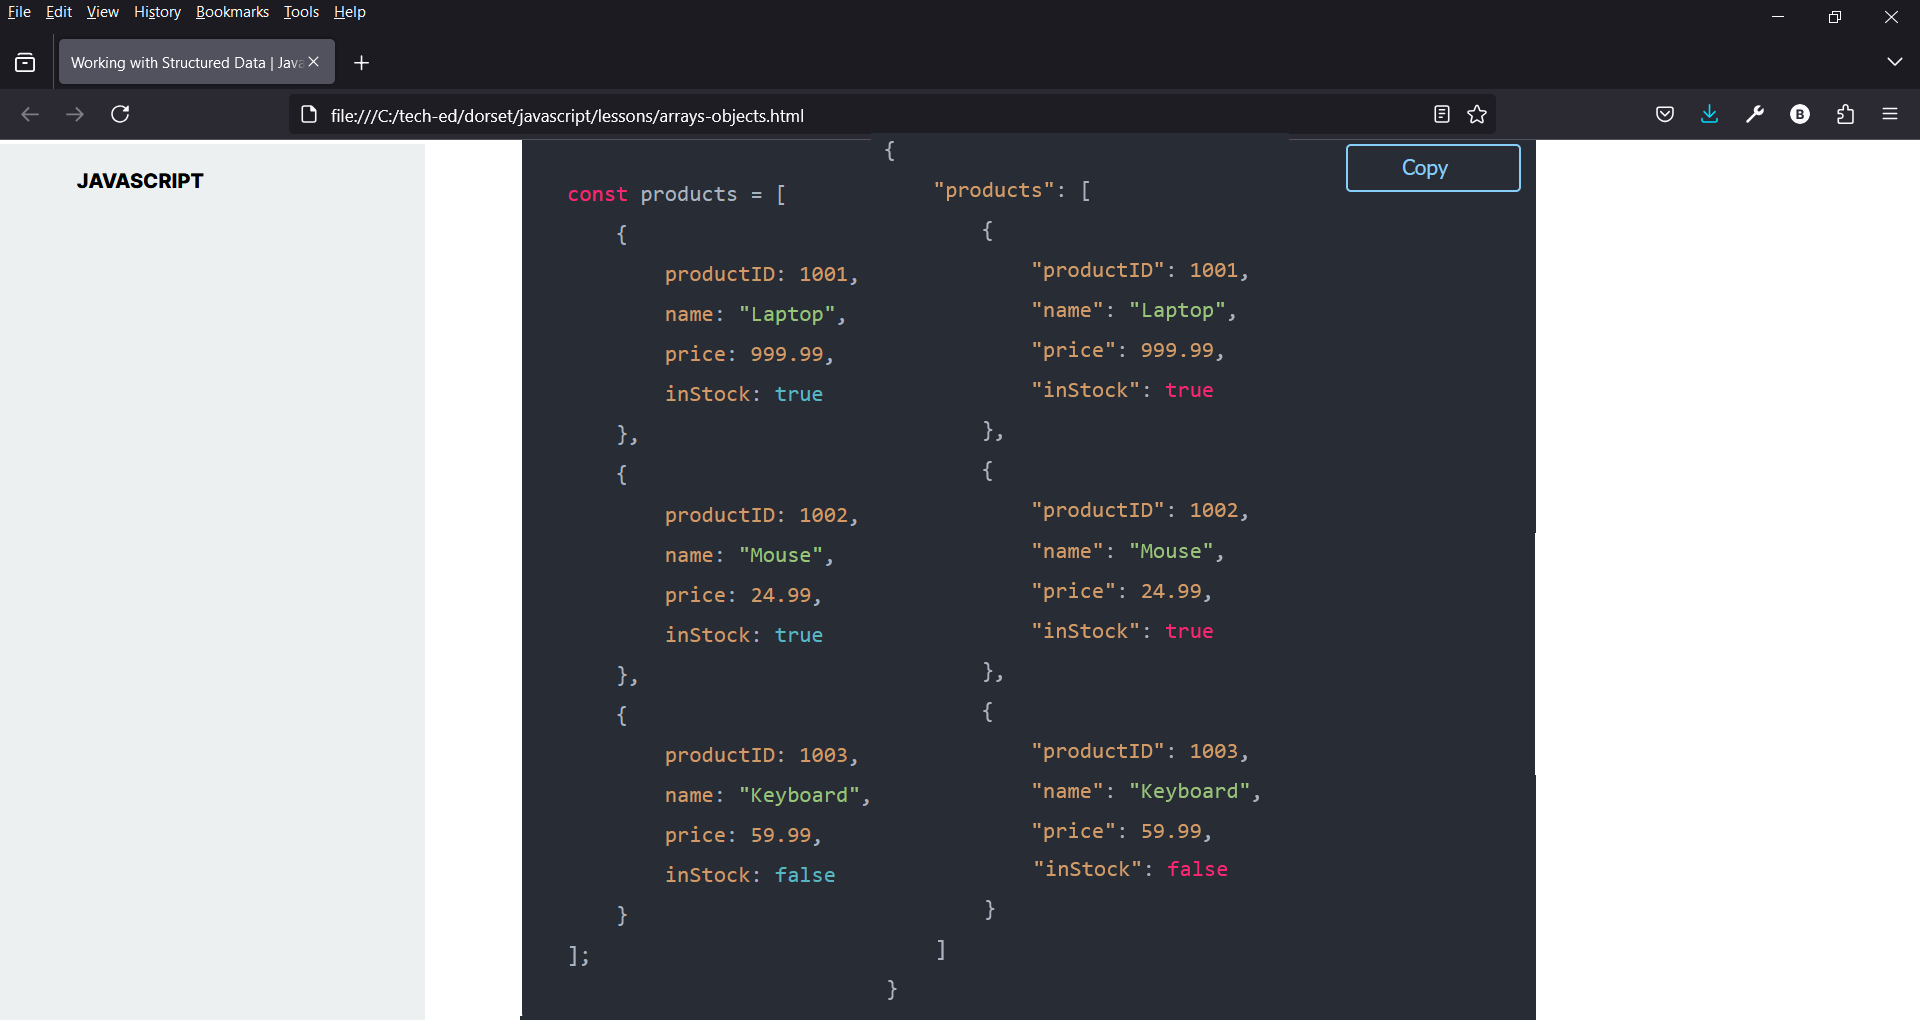 File Edit View History Bookmarks Tools Help
Working with Structured Data | Java
file:///C:/tech-ed/dorset/javascript/lessons/arrays-objects.html
B
JAVASCRIPT
Copy
const products = [
{
productID: 1001,
name: "Laptop",
price: 999.99,
inStock: true
},
{
productID: 1002,
name: "Mouse",
price: 24.99,
inStock: true
},
{
productID: 1003,
name: "Keyboard",
price: 59.99,
inStock: false
}
];
{
"products": [
{
"productID": 1001,
"name": "Laptop",
"price": 999.99,
"inStock": true
},
{
"productID": 1002,
"name": "Mouse",
"price": 24.99,
"inStock": true
},
{
"productID": 1003,
"name": "Keyboard",
"price": 59.99,
"inStock": false
}
]
}